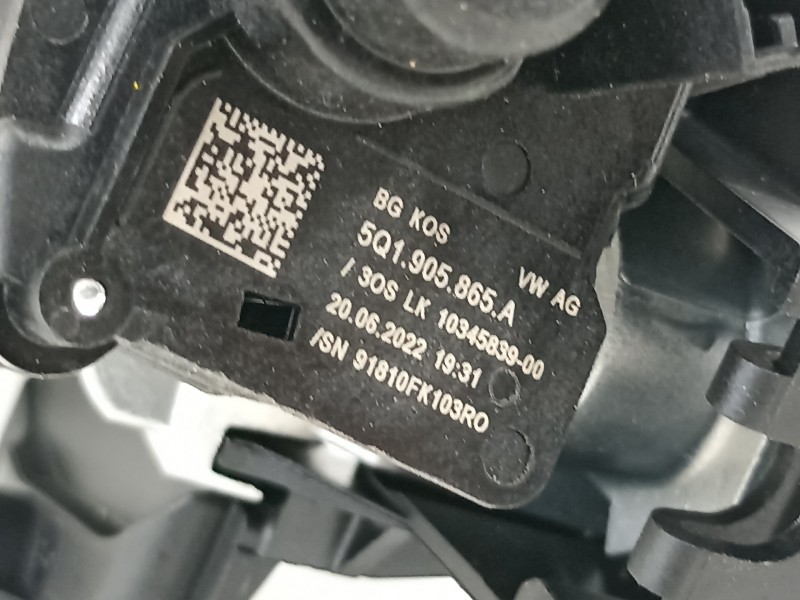 BG KOS
5Q1.905.865.A VW AG
/ 3OS LK 10345839-00
20.06.2022 19:31
/SN 91810FK103RO